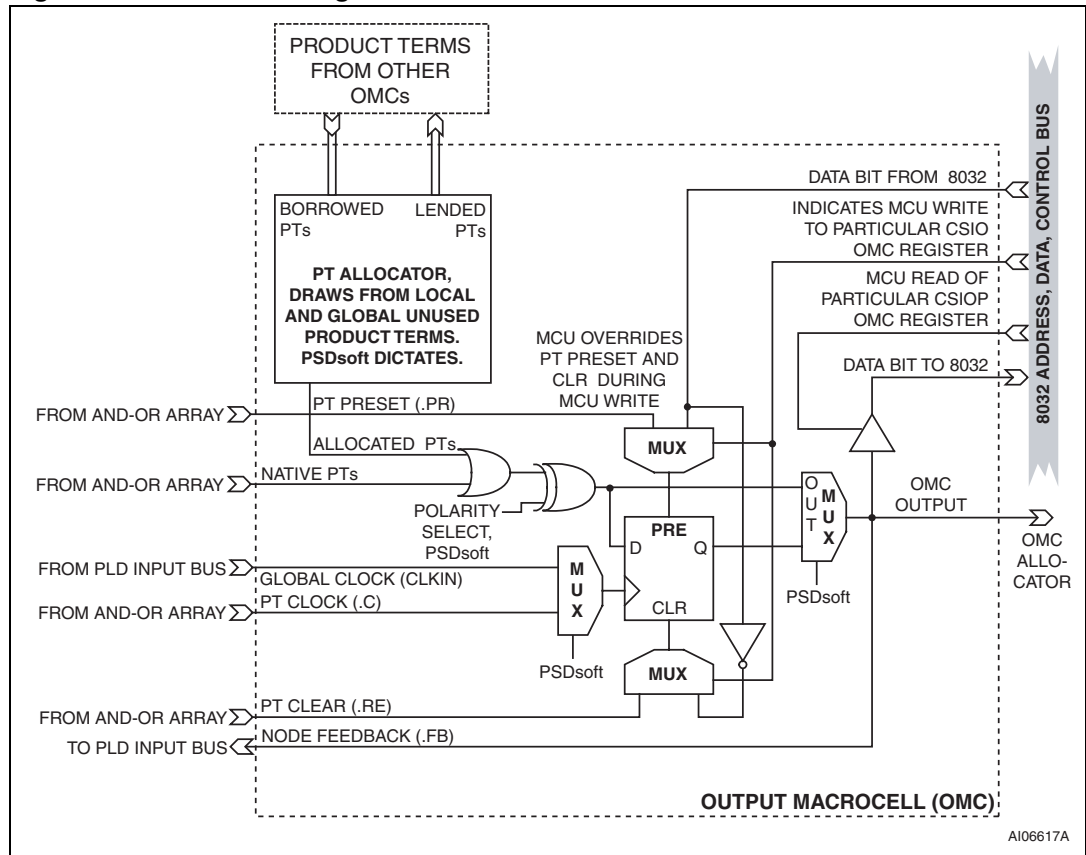 PRODUCT TERMS
FROM OTHER
OMCs
8032 ADDRESS, DATA, CONTROL BUS
DATA BIT FROM 8032
INDICATES MCU WRITE
TO PARTICULAR CSIO
OMC REGISTER
MCU READ OF
PARTICULAR CSIOP
OMC REGISTER
DATA BIT TO 8032
BORROWED
PTs
LENDED
PTs
PT ALLOCATOR,
DRAWS FROM LOCAL
AND GLOBAL UNUSED
PRODUCT TERMS.
PSDsoft DICTATES.
MCU OVERRIDES
PT PRESET AND
CLR DURING
MCU WRITE
FROM AND-OR ARRAY
PT PRESET (.PR)
MUX
ALLOCATED PTs
FROM AND-OR ARRAY
NATIVE PTs
POLARITY
SELECT,
PSDsoft
OUT
MUX
OMC
OUTPUT
OMC
ALLO-
CATOR
PRE
D
Q
CLR
PSDsoft
FROM PLD INPUT BUS
GLOBAL CLOCK (CLKIN)
MUX
FROM AND-OR ARRAY
PT CLOCK (.C)
PSDsoft
MUX
FROM AND-OR ARRAY
PT CLEAR (.RE)
TO PLD INPUT BUS
NODE FEEDBACK (.FB)
OUTPUT MACROCELL (OMC)
AI06617A